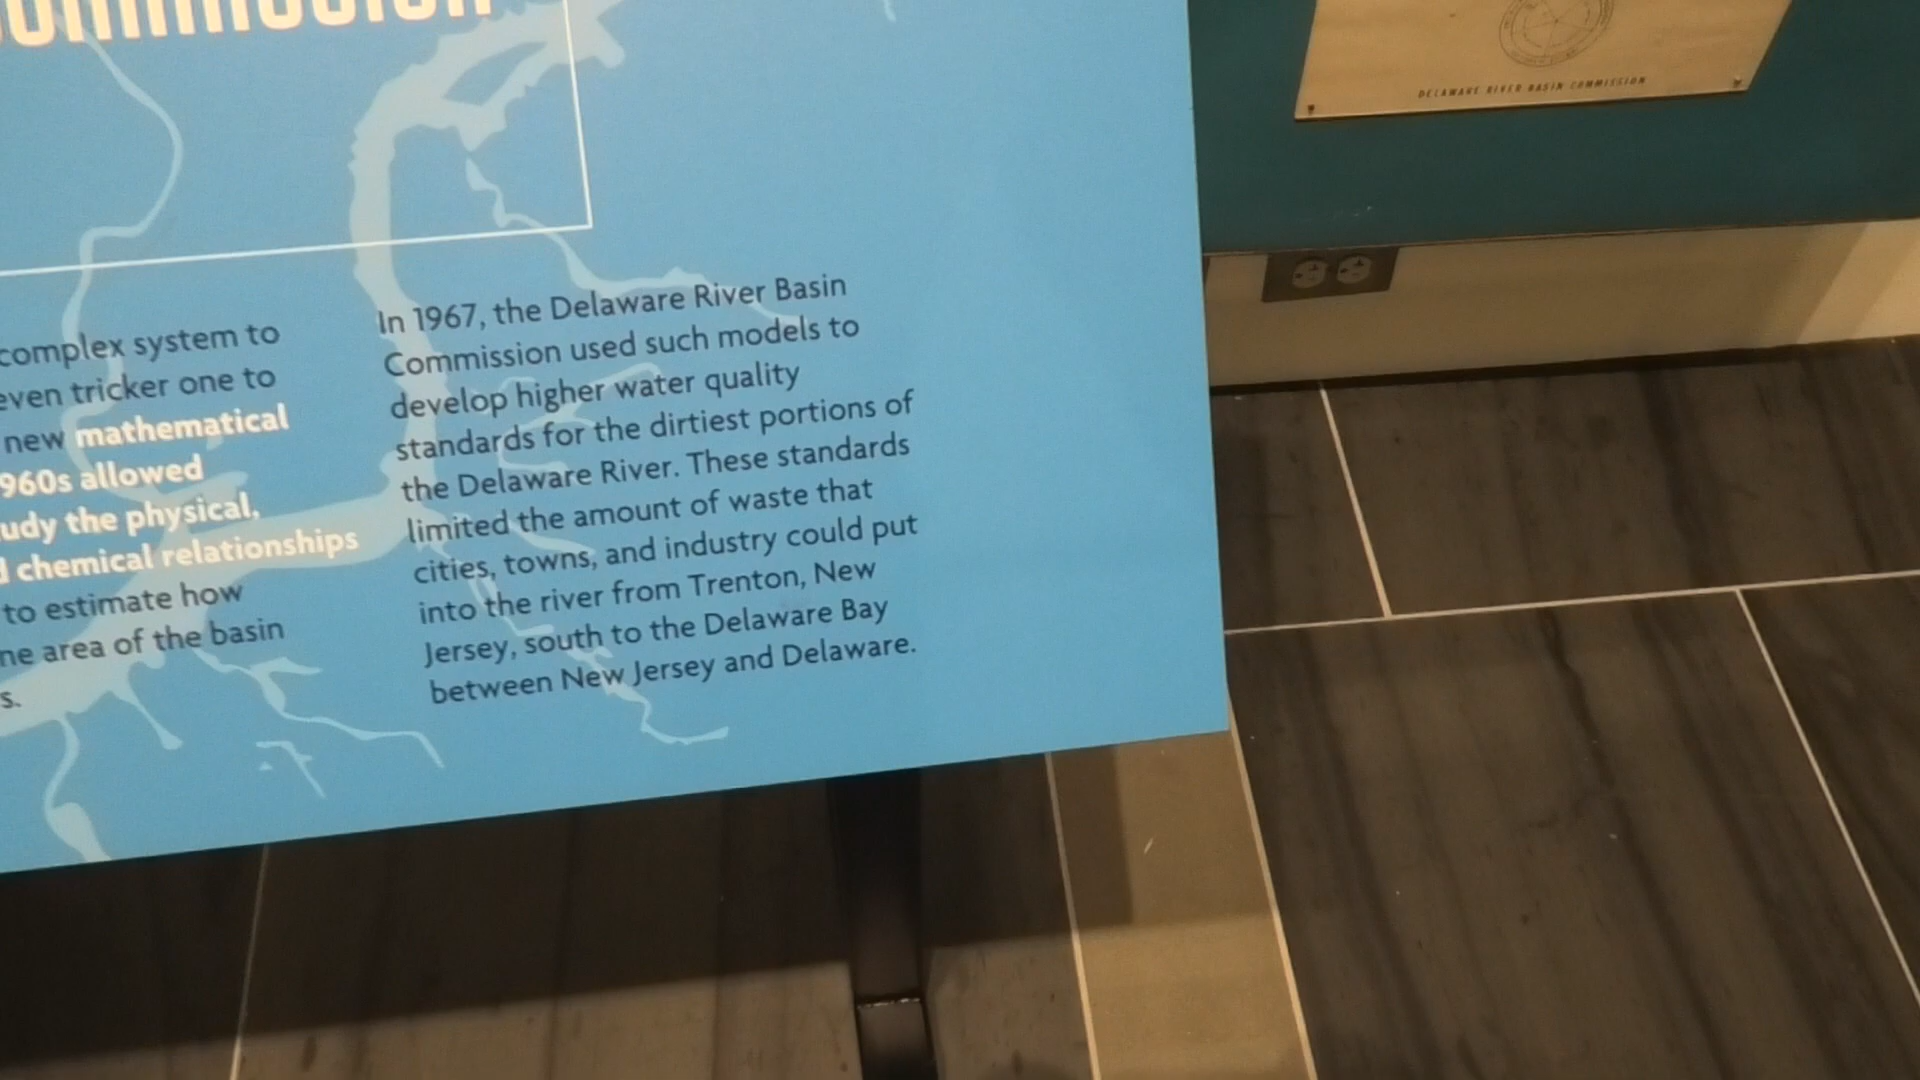 DELAWARE RIVER BASIN COMMISSION
complex system to
even tricker one to
new mathematical
960s allowed
udy the physical,
d chemical relationships
to estimate how
ne area of the basin
s.
In 1967, the Delaware River Basin
Commission used such models to
develop higher water quality
standards for the dirtiest portions of
the Delaware River. These standards
limited the amount of waste that
cities, towns, and industry could put
into the river from Trenton, New
Jersey, south to the Delaware Bay
between New Jersey and Delaware.